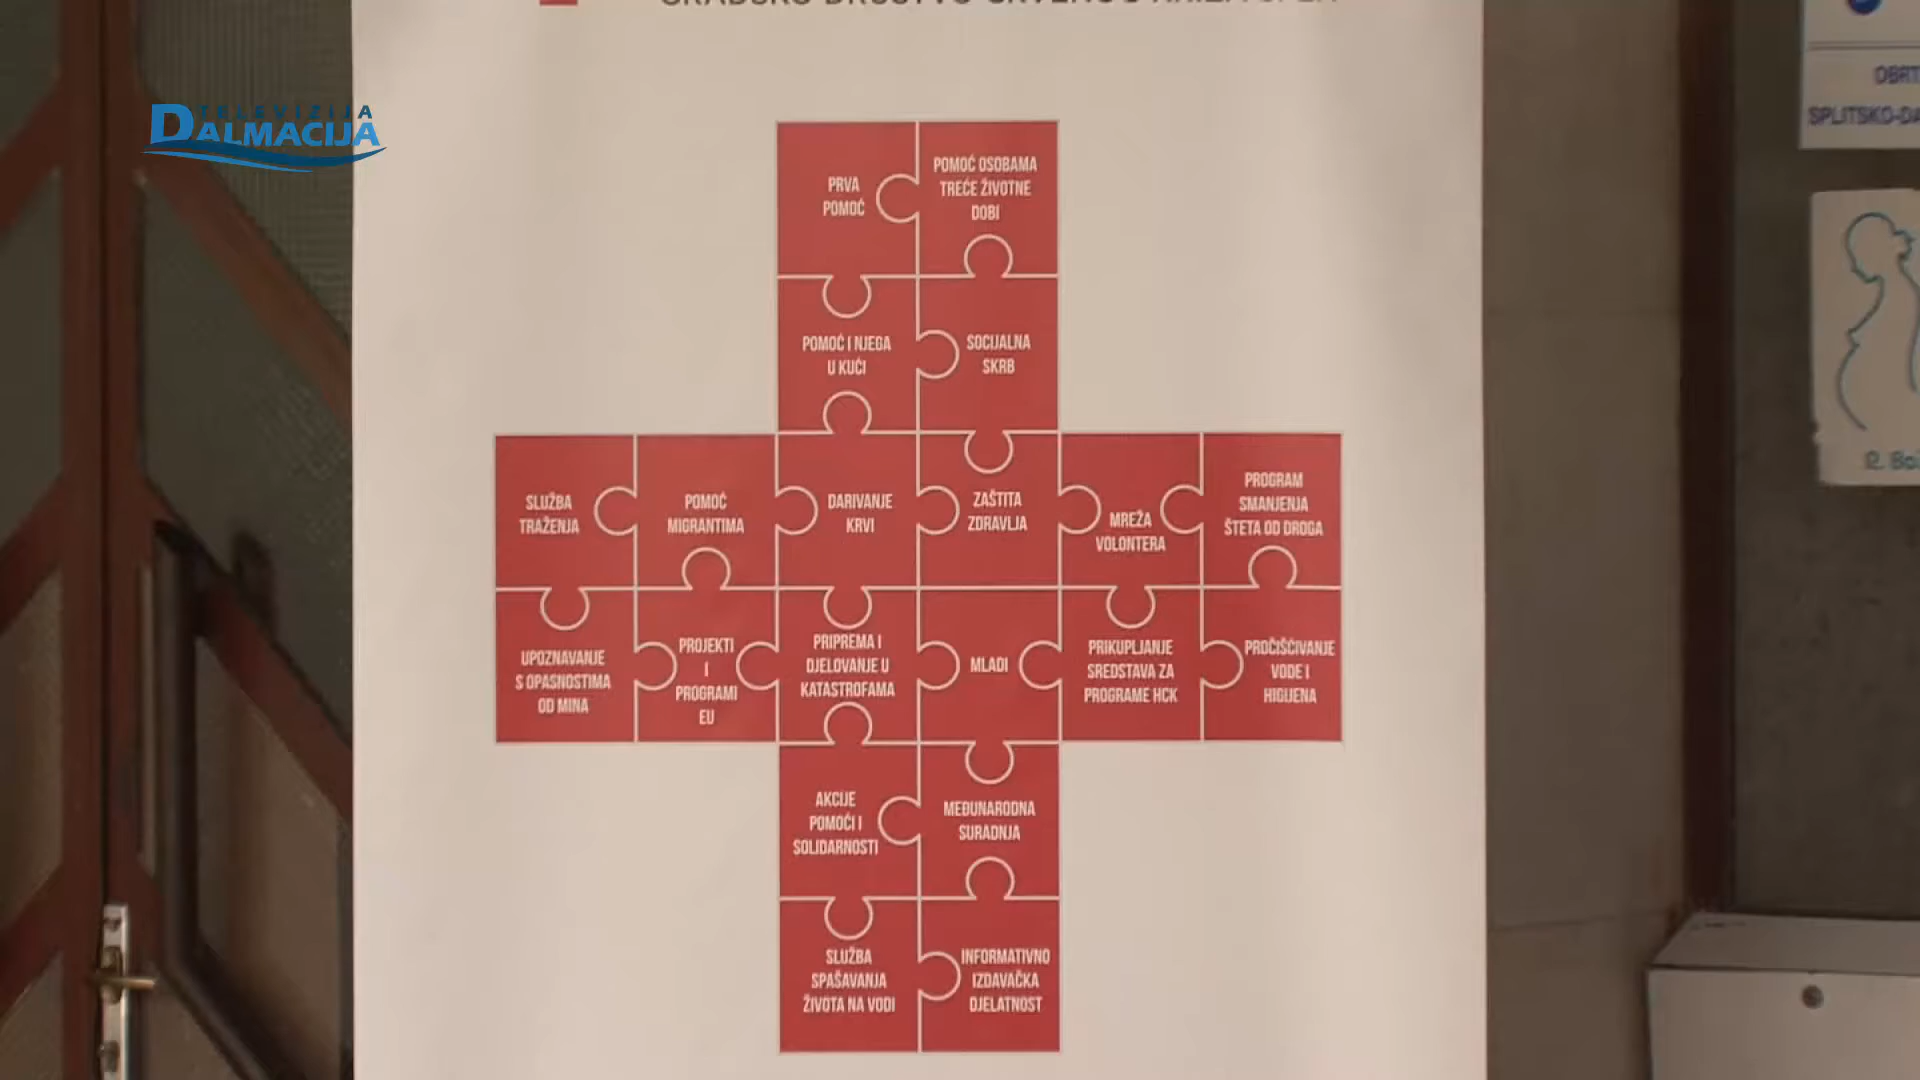 TELEVIZIJA
DALMACIJA
PRVA
POMOĆ
POMOĆ OSOBAMA
TREĆE ŽIVOTNE
DOBI
POMOĆ I NJEGA
U KUĆI
SOCIJALNA
SKRB
SLUŽBA
TRAŽENJA
POMOĆ
MIGRANTIMA
DARIVANJE
KRVI
ZAŠTITA
ZDRAVLJA
MREŽA
VOLONTERA
PROGRAM
SMANJENJA
ŠTETA OD DROGA
UPOZNAVANJE
S OPASNOSTIMA
OD MINA
PROJEKTI
I
PROGRAMI
EU
PRIPREMA I
DJELOVANJE U
KATASTROFAMA
MLADI
PRIKUPLJANJE
SREDSTAVA ZA
PROGRAME HCK
PROČIŠĆIVANJE
VODE I
HIGIJENA
AKCIJE
POMOĆI I
SOLIDARNOSTI
MEĐUNARODNA
SURADNJA
SLUŽBA
SPAŠAVANJA
ŽIVOTA NA VODI
INFORMATIVNO
IZDAVAČKA
DJELATNOST
OBRT
SPLITSKO-DA